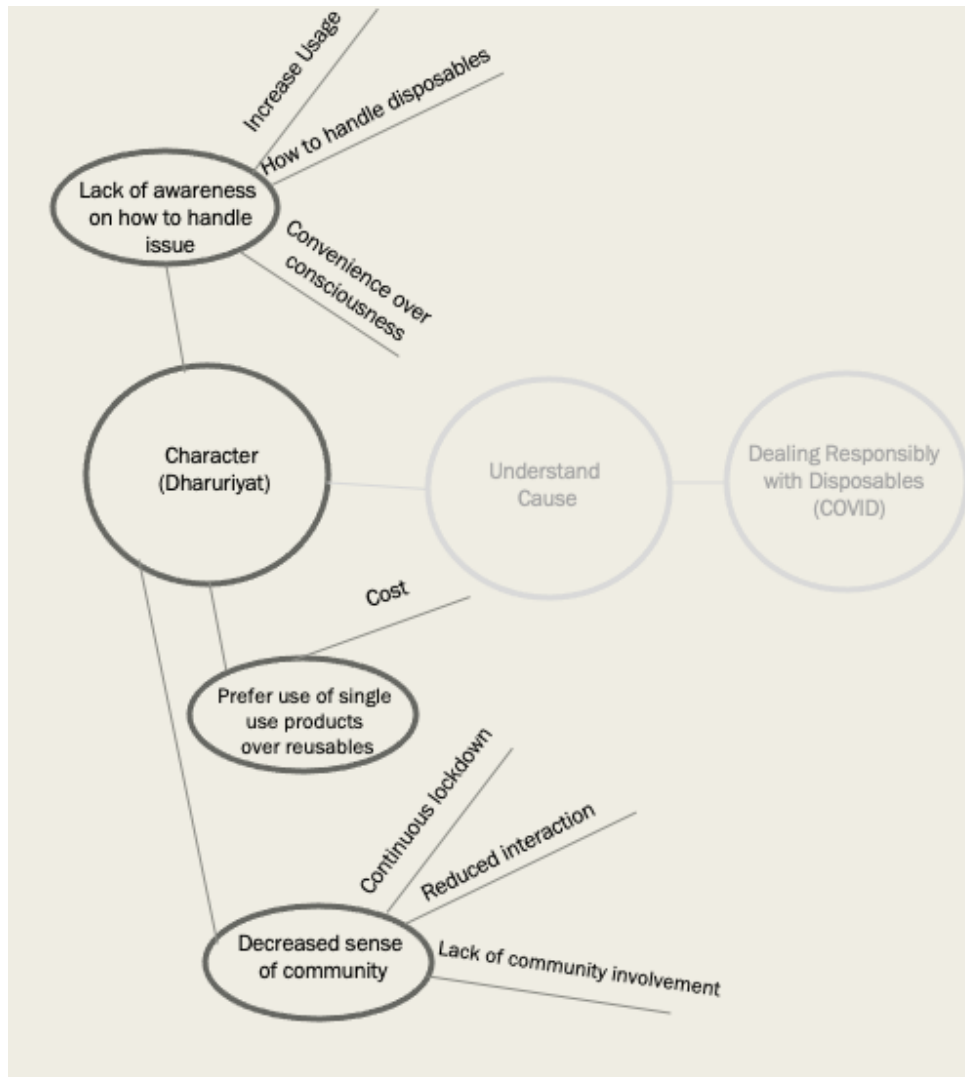 Increase Usage
How to handle disposables
Lack of awareness
on how to handle
issue
Convenience over
consciousness
Character
(Dharuriyat)
Understand
Cause
Dealing Responsibly
with Disposables
(COVID)
Cost
Prefer use of single
use products
over reusables
Continuous lockdown
Reduced interaction
Decreased sense
of community
Lack of community involvement